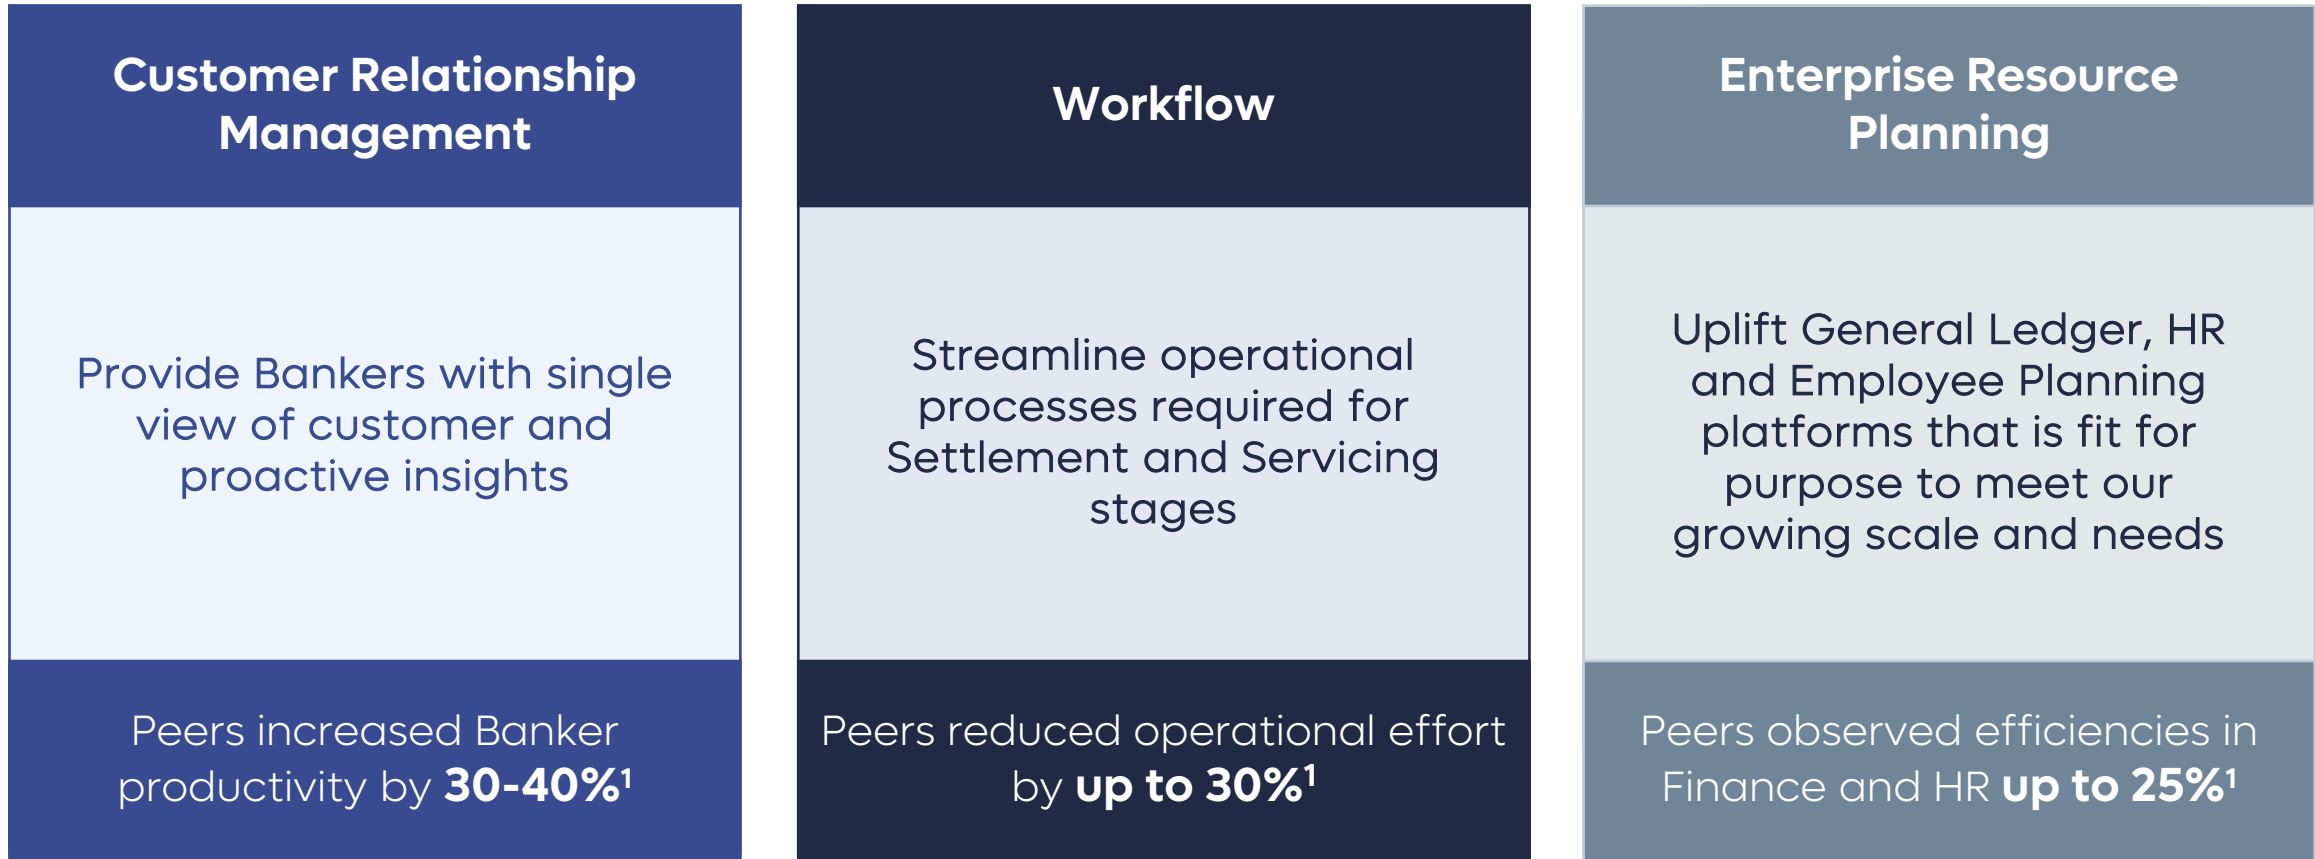 Customer Relationship
Management
Provide Bankers with single
view of customer and
proactive insights
Peers increased Banker
productivity by 30-40%¹
Workflow
Streamline operational
processes required for
Settlement and Servicing
stages
Peers reduced operational effort
by up to 30%¹
Enterprise Resource
Planning
Uplift General Ledger, HR
and Employee Planning
platforms that is fit for
purpose to meet our
growing scale and needs
Peers observed efficiencies in
Finance and HR up to 25%¹